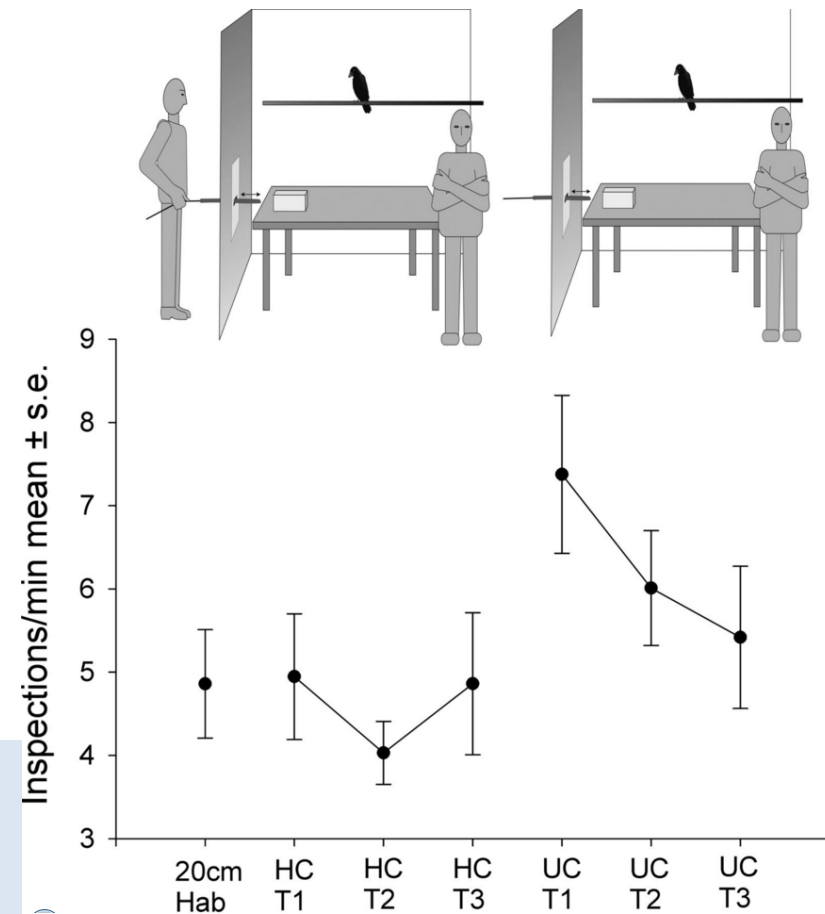 Inspections/min mean ± s.e.
9
8
7
6
5
4
3
20cm HC HC HC UC UC UC
Hab T1 T2 T3 T1 T2 T3